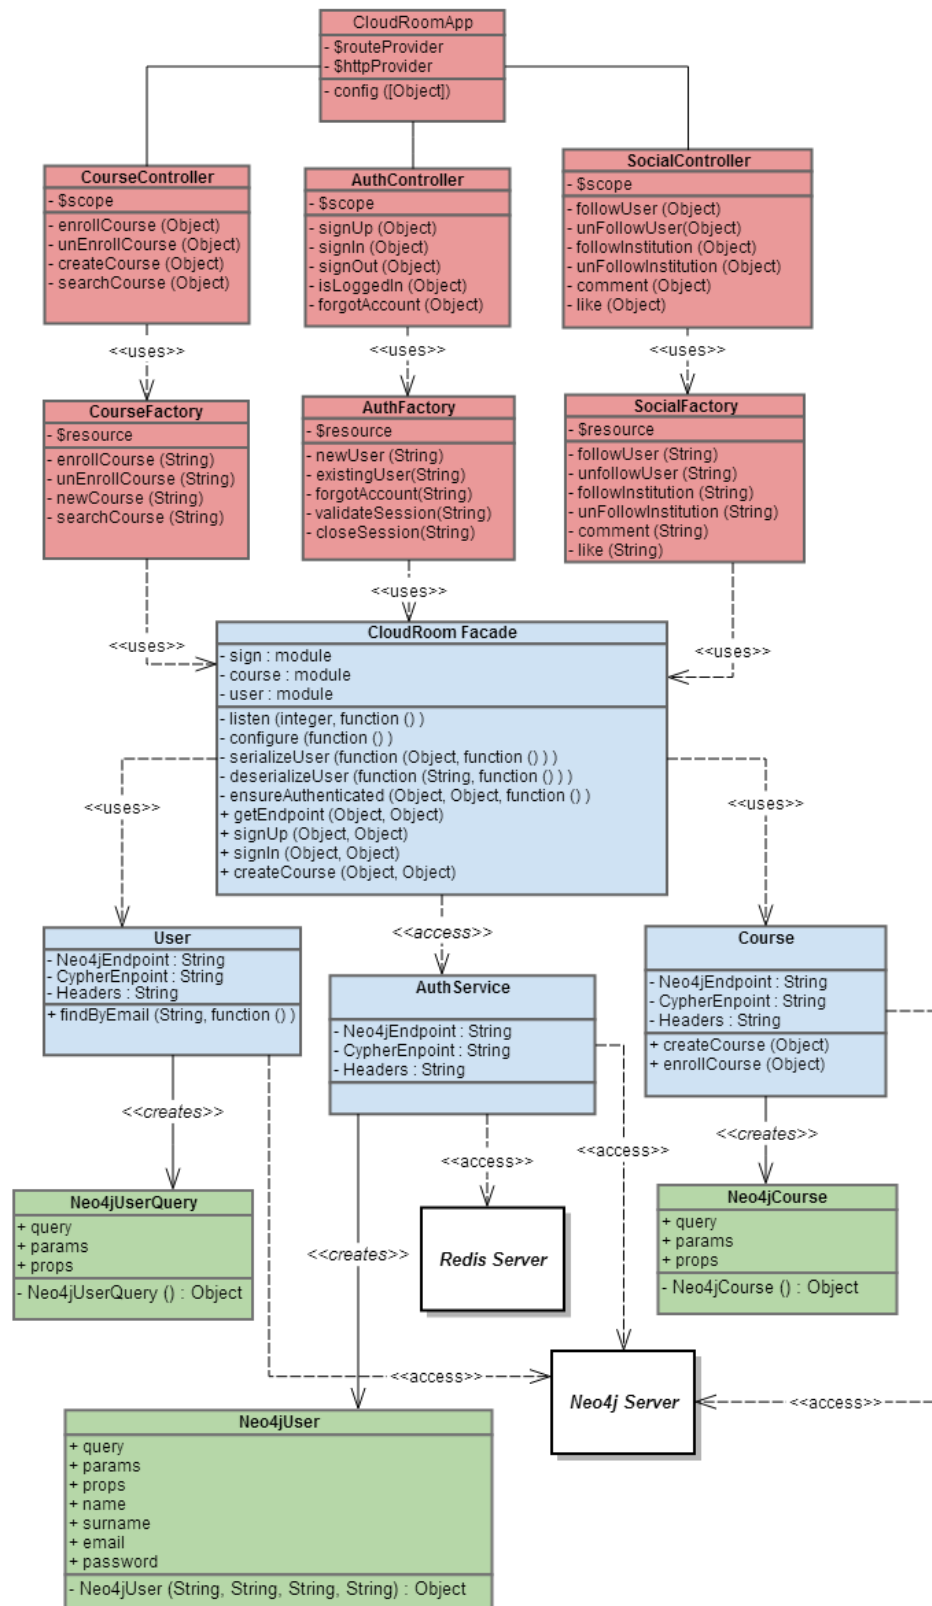 CloudRoomApp
- $routeProvider
- $httpProvider
- config ([Object])
CourseController
- $scope
- enrollCourse (Object)
- unEnrollCourse (Object)
- createCourse (Object)
- searchCourse (Object)
AuthController
- $scope
- signUp (Object)
- signIn (Object)
- signOut (Object)
- isLoggedIn (Object)
- forgotAccount (Object)
SocialController
- $scope
- followUser (Object)
- unFollowUser(Object)
- followInstitution (Object)
- unFollowInstitution (Object)
- comment (Object)
- like (Object)
<<uses>>
<<uses>>
<<uses>>
CourseFactory
- $resource
- enrollCourse (String)
- unEnrollCourse (String)
- newCourse (String)
- searchCourse (String)
AuthFactory
- $resource
- newUser (String)
- existingUser(String)
- forgotAccount(String)
- validateSession(String)
- closeSession(String)
SocialFactory
- $resource
- followUser (String)
- unfollowUser (String)
- followInstitution (String)
- unFollowInstitution (String)
- comment (String)
- like (String)
<<uses>>
<<uses>>
<<uses>>
CloudRoom Facade
- sign : module
- course : module
- user : module
- listen (integer, function () )
- configure (function () )
- serializeUser (function (Object, function () ) )
- deserializeUser (function (String, function () ) )
- ensureAuthenticated (Object, Object, function () )
+ getEndpoint (Object, Object)
+ signUp (Object, Object)
+ signIn (Object, Object)
+ createCourse (Object, Object)
<<uses>>
<<uses>>
<<access>>
User
- Neo4jEndpoint : String
- CypherEnpoint : String
- Headers : String
+ findByEmail (String, function () )
AuthService
- Neo4jEndpoint : String
- CypherEnpoint : String
- Headers : String
Course
- Neo4jEndpoint : String
- CypherEnpoint : String
- Headers : String
+ createCourse (Object)
+ enrollCourse (Object)
<<creates>>
<<creates>>
<<access>>
<<access>>
Neo4jUserQuery
+ query
+ params
+ props
- Neo4jUserQuery () : Object
<<creates>>
Redis Server
Neo4jCourse
+ query
+ params
+ props
- Neo4jCourse () : Object
<<access>>
Neo4j Server
<<access>>
Neo4jUser
+ query
+ params
+ props
+ name
+ surname
+ email
+ password
- Neo4jUser (String, String, String, String) : Object